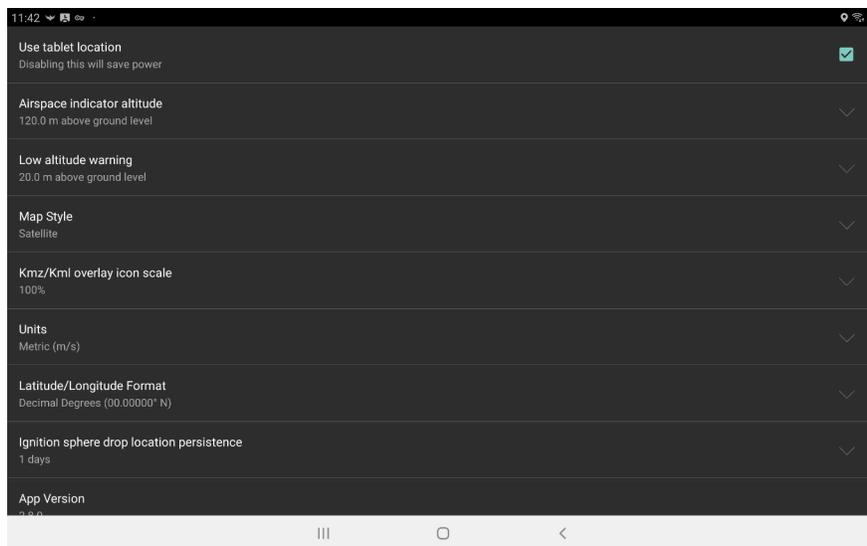 11:42
Use tablet location
Disabling this will save power
Airspace indicator altitude
120.0 m above ground level
Low altitude warning
20.0 m above ground level
Map Style
Satellite
Kmz/Kml overlay icon scale
100%
Units
Metric (m/s)
Latitude/Longitude Format
Decimal Degrees (00.00000° N)
Ignition sphere drop location persistence
1 days
App Version